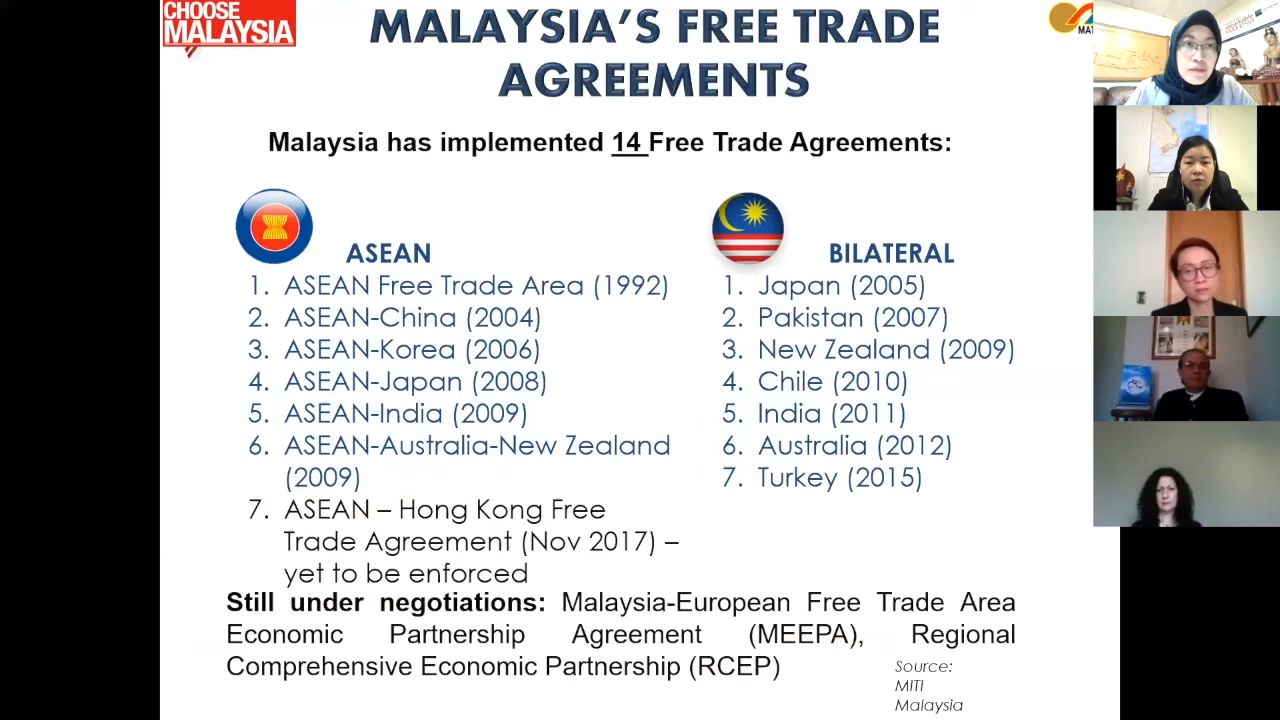 CHOOSE
MALAYSIA
MALAYSIA'S FREE TRADE
AGREEMENTS
MAT
Malaysia has implemented 14 Free Trade Agreements:
ASEAN
1. ASEAN Free Trade Area (1992)
2. ASEAN-China (2004)
3. ASEAN-Korea (2006)
4. ASEAN-Japan (2008)
5. ASEAN-India (2009)
6. ASEAN-Australia-New Zealand
(2009)
7. ASEAN – Hong Kong Free
Trade Agreement (Nov 2017) –
yet to be enforced
BILATERAL
1. Japan (2005)
2. Pakistan (2007)
3. New Zealand (2009)
4. Chile (2010)
5. India (2011)
6. Australia (2012)
7. Turkey (2015)
Still under negotiations: Malaysia-European Free Trade Area
Economic Partnership Agreement (MEEPA), Regional
Comprehensive Economic Partnership (RCEP)
Source:
MITI
Malaysia